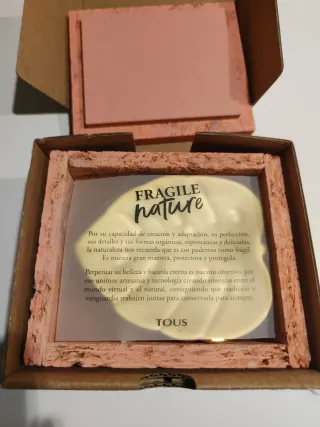 FRAGILE
nature
Por su capacidad de creación y adaptación, su perfección,
sus detalles y sus formas orgánicas, espontáneas y delicadas,
la naturaleza nos recuerda que es tan poderosa como frágil.
Es nuestra gran maestra, protectora y protegida.
Perpetuar su belleza y hacerla eterna es nuestro objetivo, por
eso unimos artesanía y tecnología creando sinergias entre el
mundo virtual y el natural, consiguiendo que tradición y
vanguardia trabajen juntas para conservarla para siempre.
TOUS